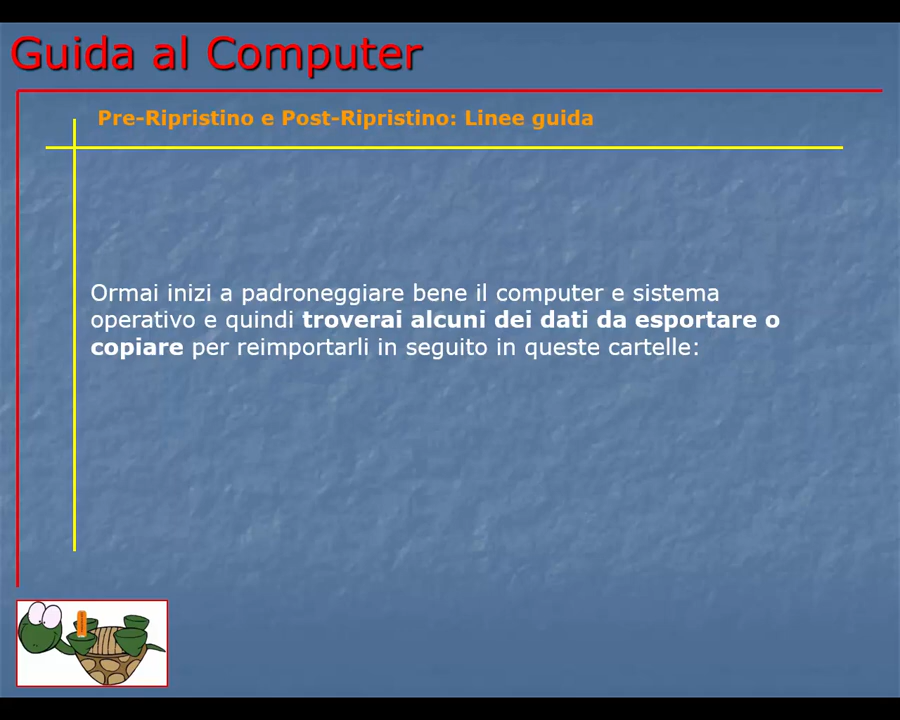 Guida al Computer
Pre-Ripristino e Post-Ripristino: Linee guida
Ormai inizi a padroneggiare bene il computer e sistema
operativo e quindi troverai alcuni dei dati da esportare o
copiare per reimportarli in seguito in queste cartelle: